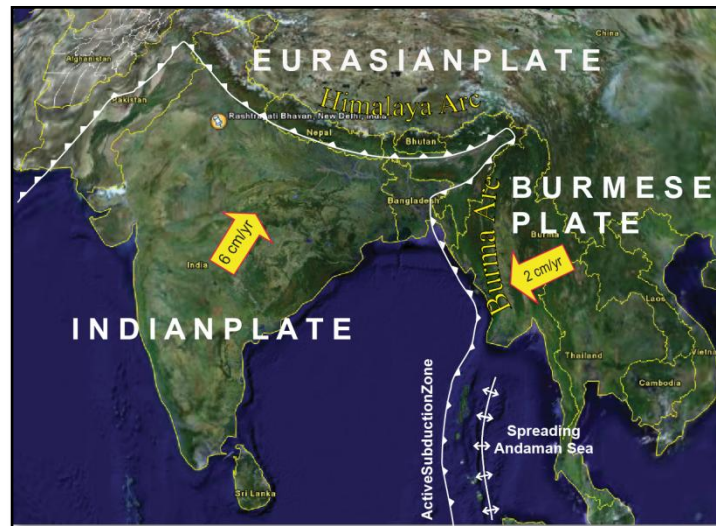 China
EURASIANPLATE
Afghanistan
Himalaya Arc
Pakistan
Rashtrapati Bhavan, New Delhi, India
Nepal
Bhutan
Bangladesh
BURMESE
PLATE
Burma
Burma Arc
6 cm/yr
2 cm/yr
India
Laos
INDIANPLATE
Thailand
Vietna
Cambodia
ActiveSubductionZone
Spreading
Andaman Sea
Sri Lanka